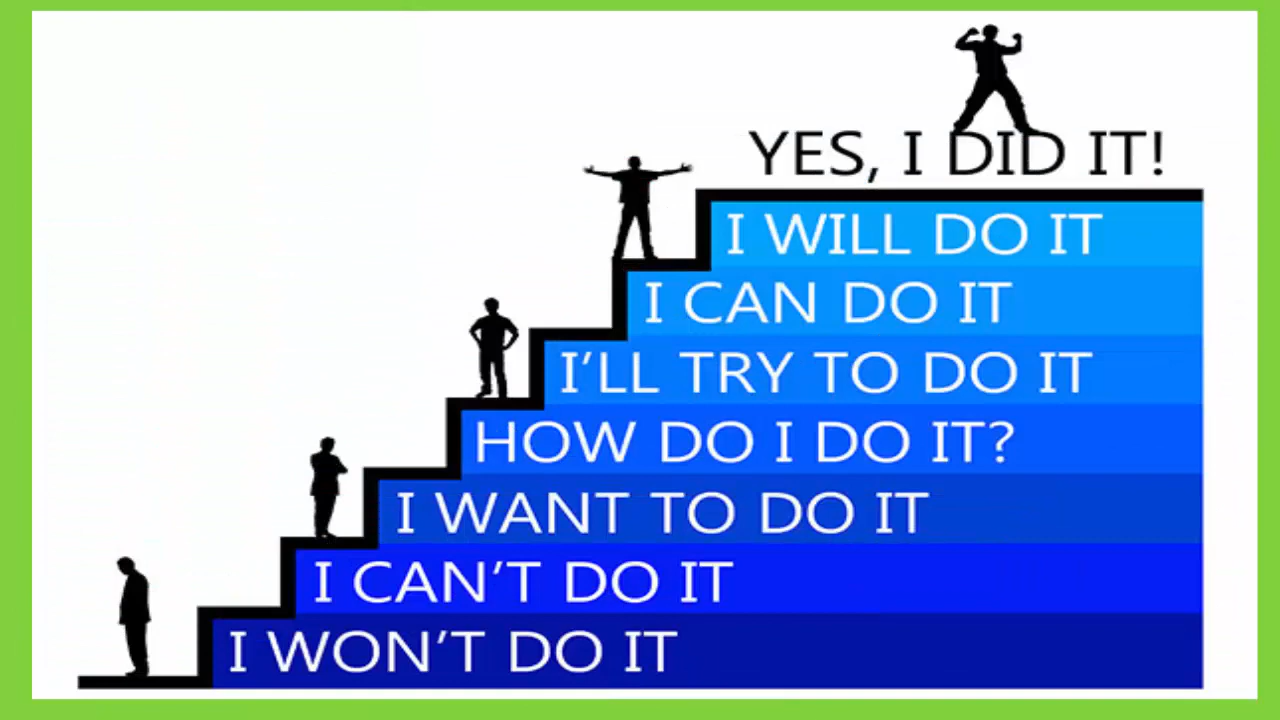 YES, I DID IT!
I WILL DO IT
I CAN DO IT
I’LL TRY TO DO IT
HOW DO I DO IT?
I WANT TO DO IT
I CAN’T DO IT
I WON’T DO IT